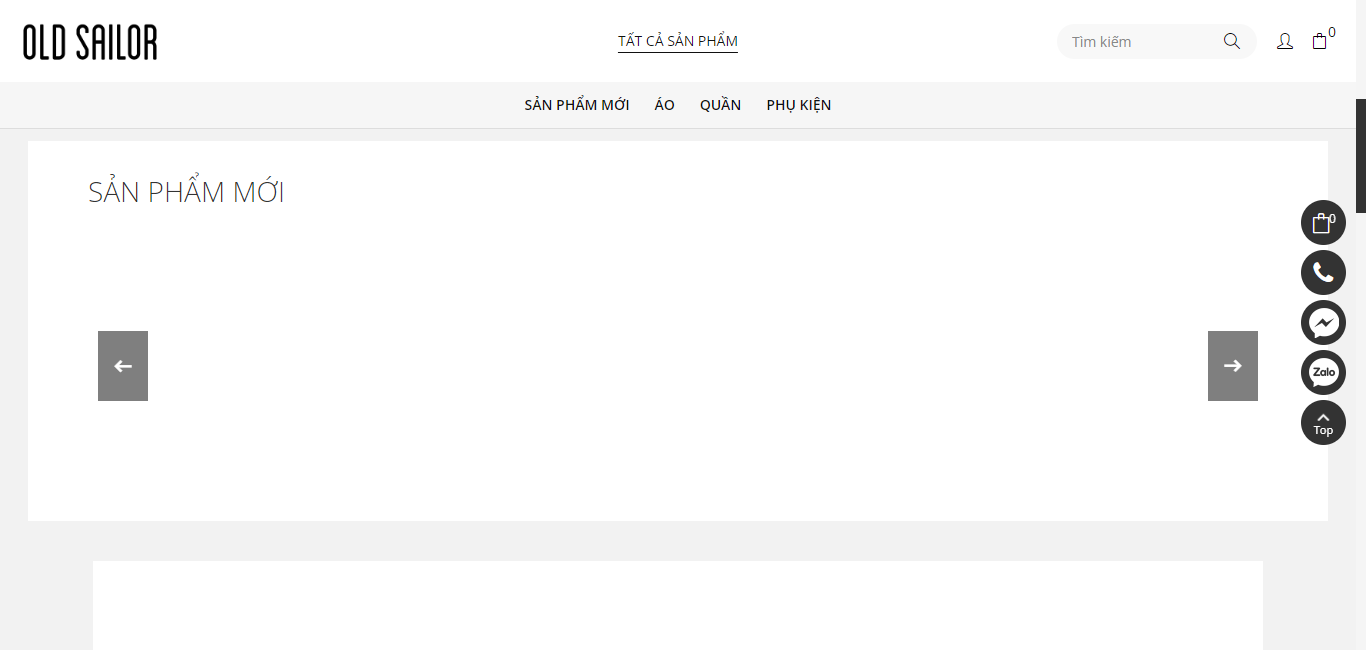 OLD SAILOR
TẤT CẢ SẢN PHẨM
Tìm kiếm
0
SẢN PHẨM MỚI
ÁO
QUẦN
PHỤ KIỆN
SẢN PHẨM MỚI
0
Zalo
Top